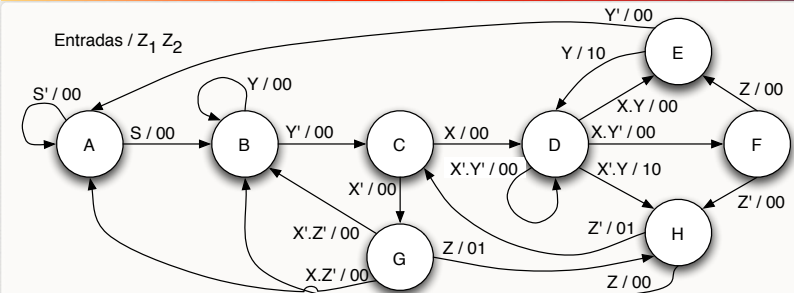 Y' / 00
Entradas / Z1 Z2
Y / 10
E
S' / 00
Y / 00
X.Y / 00
Z / 00
A
S / 00
B
Y' / 00
C
X / 00
D
X.Y' / 00
F
X'.Y' / 00
X'.Y / 10
X' / 00
Z' / 00
X'.Z' / 00
Z' / 01
H
G
Z / 01
X.Z' / 00
Z / 00